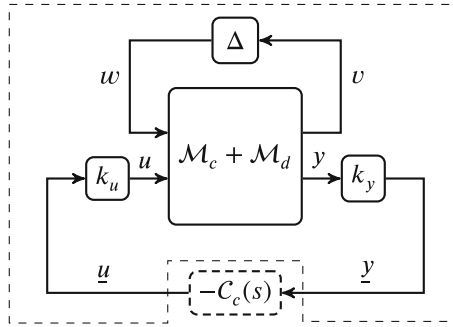 Δ
w v
ℳ_c + ℳ_d
k_u u y k_y
u y
−𝒞_c(s)